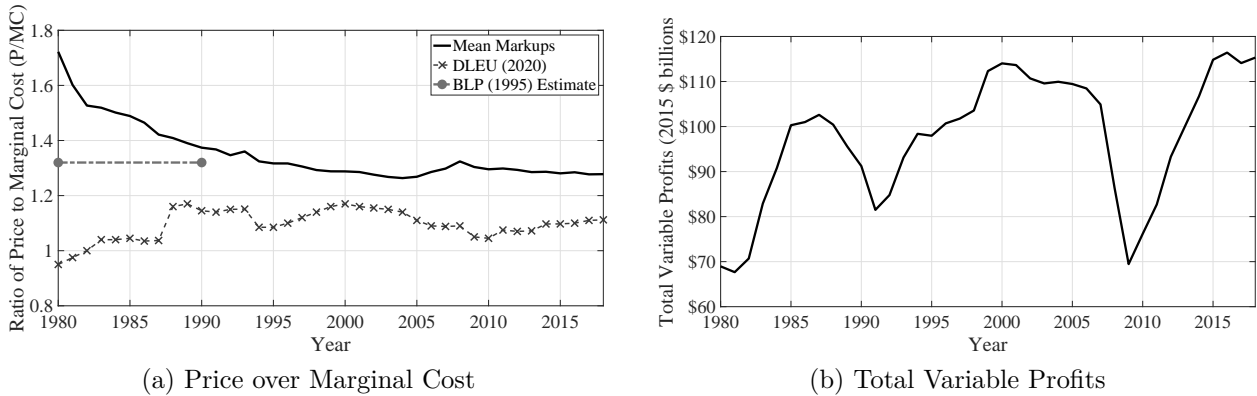 1.8
1.6
1.4
1.2
1
0.8
Ratio of Price to Marginal Cost (P/MC)
Mean Markups
DLEU (2020)
BLP (1995) Estimate
1980 1985 1990 1995 2000 2005 2010 2015
Year
(a) Price over Marginal Cost
$120
$110
$100
$90
$80
$70
$60
Total Variable Profits (2015 $ billions
1980 1985 1990 1995 2000 2005 2010 2015
Year
(b) Total Variable Profits